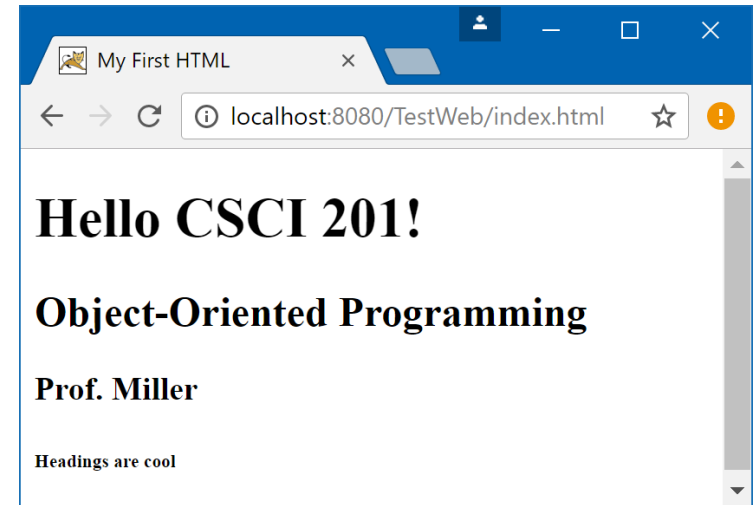 My First HTML
localhost:8080/TestWeb/index.html
Hello CSCI 201!
Object-Oriented Programming
Prof. Miller
Headings are cool